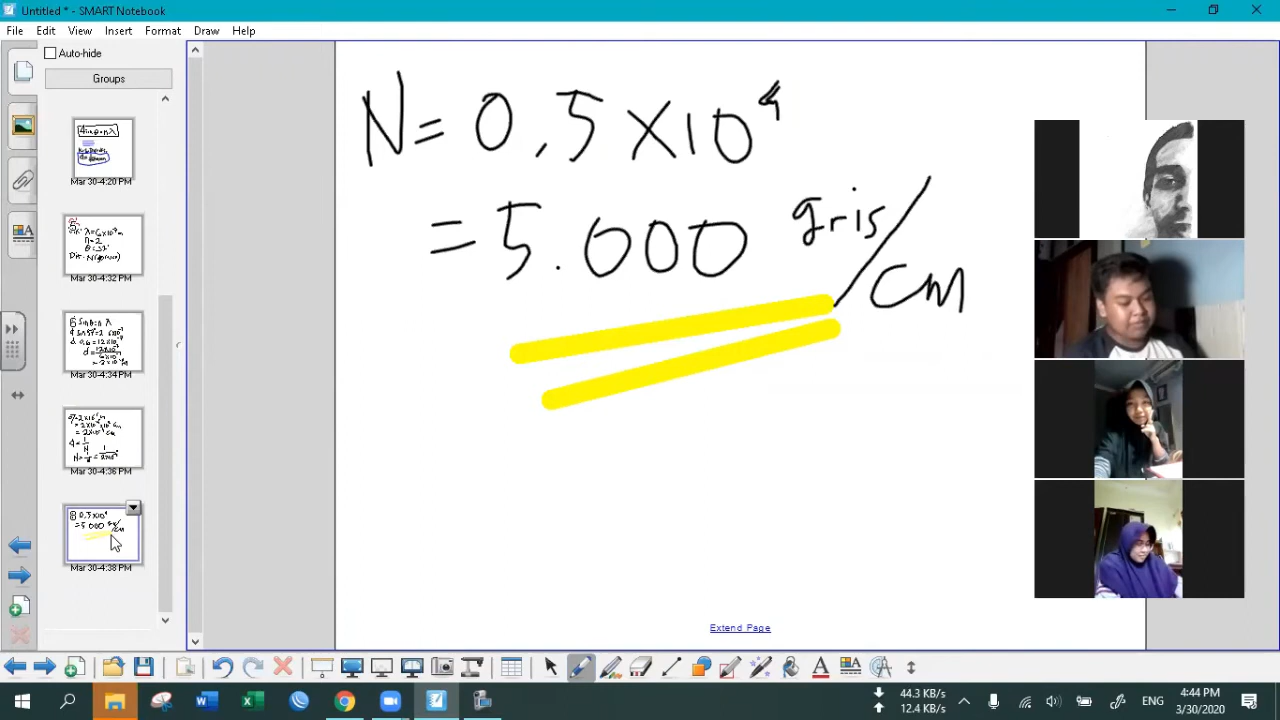 Untitled * - SMART Notebook
File Edit View Insert Format Draw Help
Auto-hide
Groups
Mar 30-4:20 PM
Mar 30-4:32 PM
Mar 30-4:34 PM
Mar 30-4:36 PM
Mar 30-4:38 PM
N = 0,5 X 10⁴
= 5.000 gris/cm
Extend Page
44.3 KB/s
12.4 KB/s
ENG
4:44 PM
3/30/2020